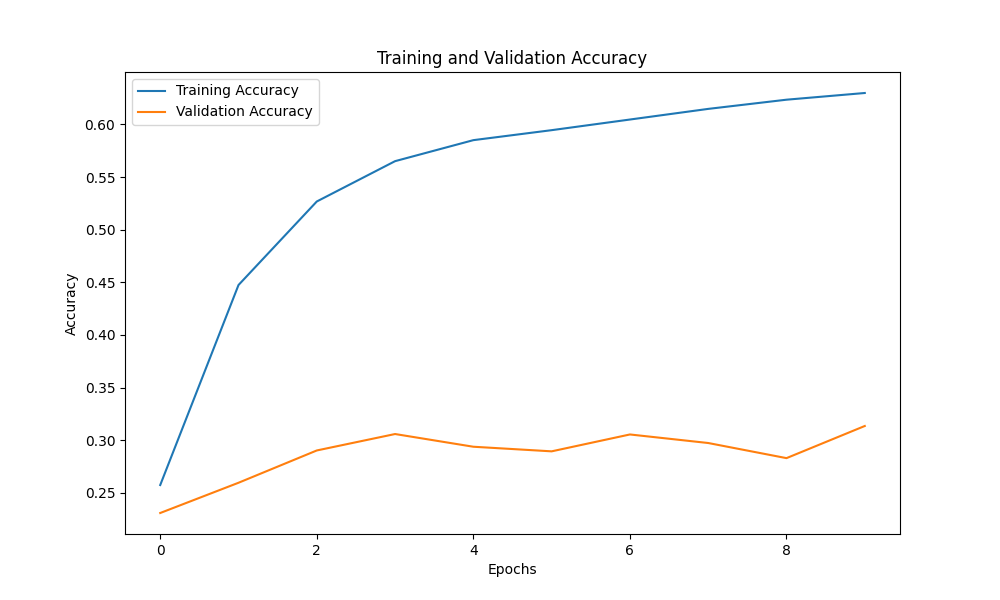 Training and Validation Accuracy
Training Accuracy
Validation Accuracy
0.60
0.55
0.50
0.45
0.40
0.35
0.30
0.25
Accuracy
0 2 4 6 8
Epochs